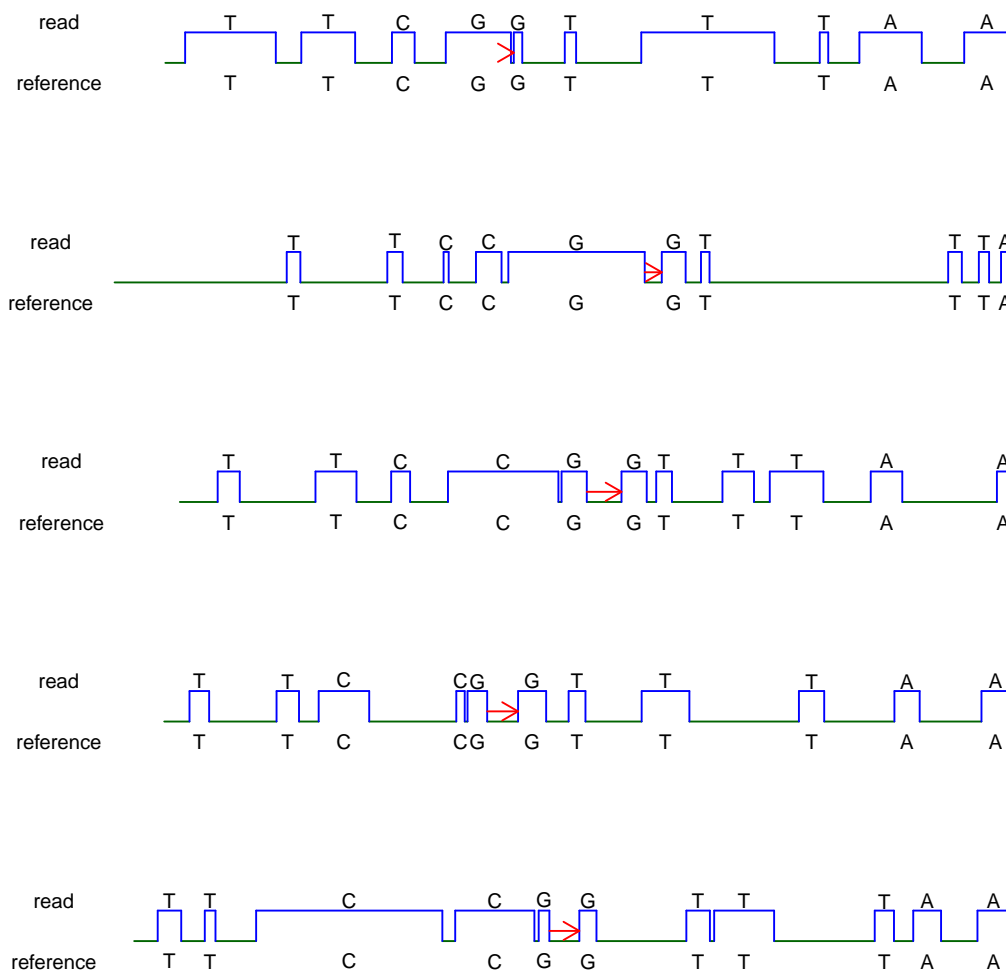 read T T C G G T T T A A
reference T T C G G T T T A A
read T T C C G G T T T A
reference T T C C G G T T T A
read T T C C G G T T T A A
reference T T C C G G T T T A A
read T T C C G G T T T A A
reference T T C C G G T T T A A
read T T C C G G T T T A A
reference T T C C G G T T T A A